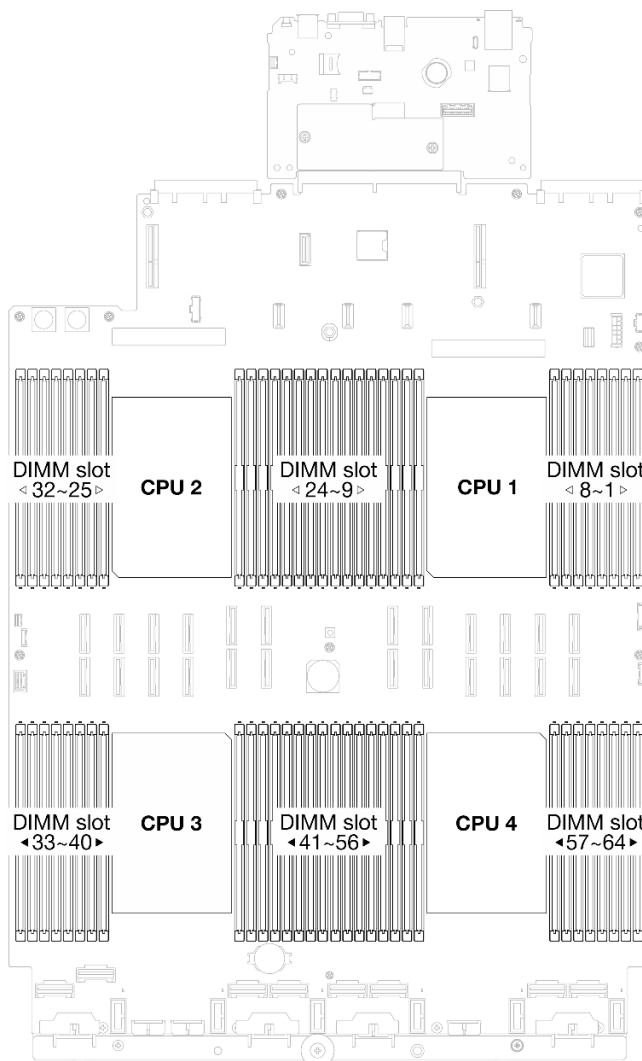 DIMM slot
◁ 32~25 ▷
CPU 2
DIMM slot
◁ 24~9 ▷
CPU 1
DIMM slot
◁ 8~1 ▷
DIMM slot
◀33~40▶
CPU 3
DIMM slot
◀41~56▶
CPU 4
DIMM slot
◀57~64▶